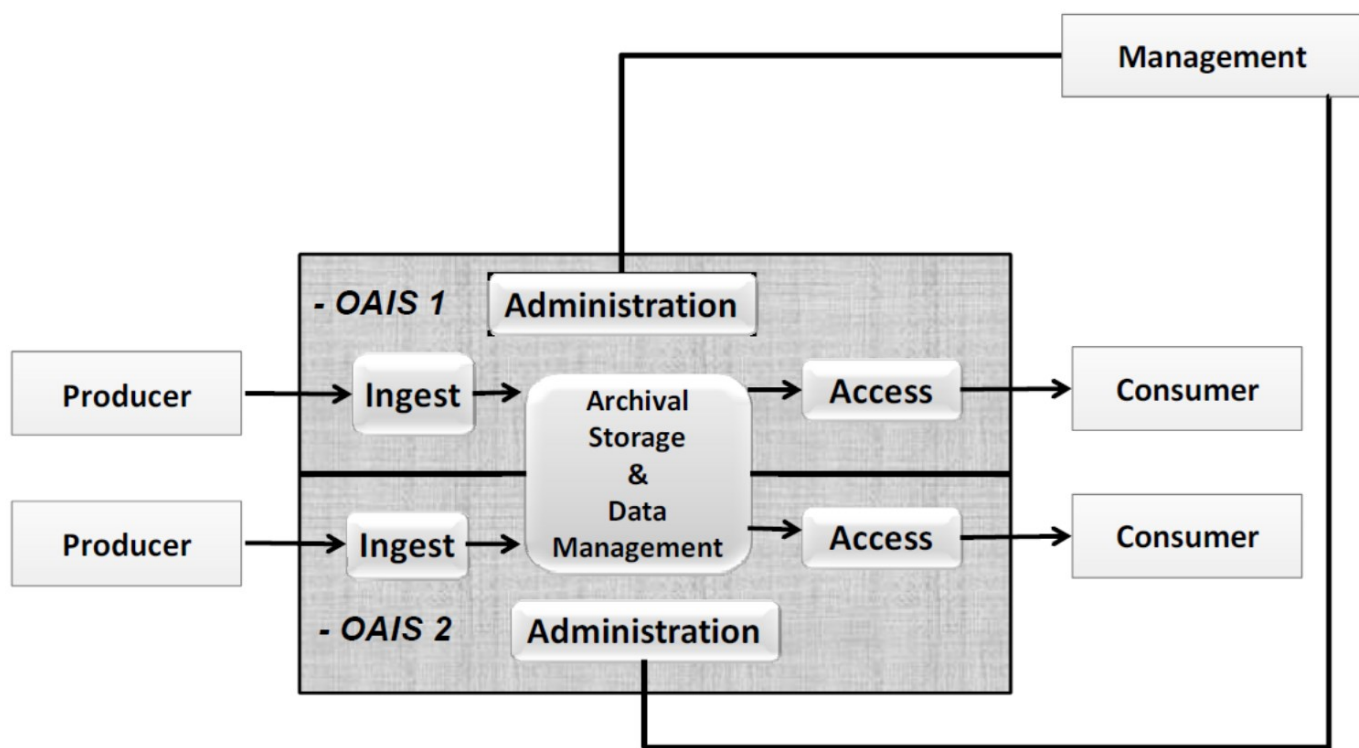 Management
- OAIS 1
Administration
Producer
Ingest
Archival
Storage
&
Data
Management
Access
Consumer
Producer
Ingest
Access
Consumer
- OAIS 2
Administration